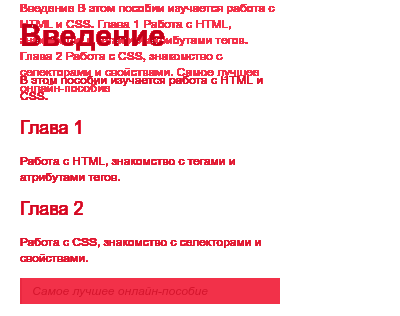 Введение В этом пособии изучается работа с
HTML и CSS. Глава 1 Работа с HTML,
знакомство с тегами и атрибутами тегов.
Глава 2 Работа с CSS, знакомство с
селекторами и свойствами. Самое лучшее
онлайн-пособие
Введение
В этом пособии изучается работа с HTML и
CSS.
Глава 1
Работа с HTML, знакомство с тегами и
атрибутами тегов.
Глава 2
Работа с CSS, знакомство с селекторами и
свойствами.
Самое лучшее онлайн-пособие